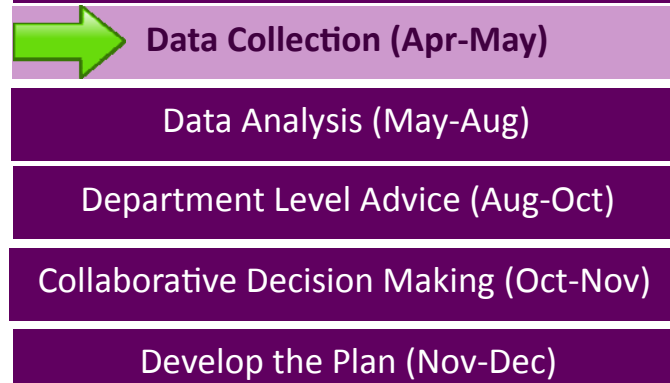 Data Collection (Apr-May)
Data Analysis (May-Aug)
Department Level Advice (Aug-Oct)
Collaborative Decision Making (Oct-Nov)
Develop the Plan (Nov-Dec)